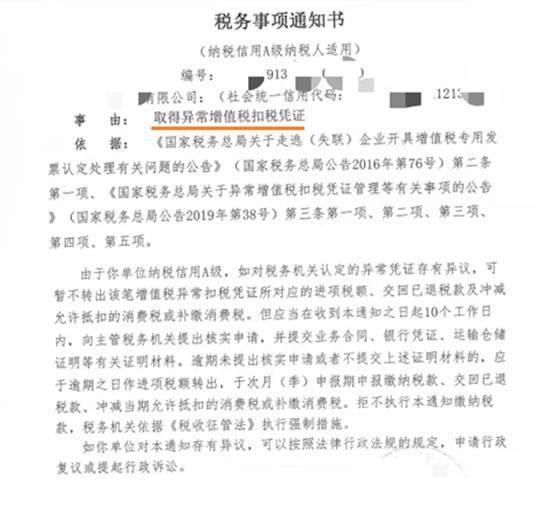 税务事项通知书
（纳税信用A级纳税人适用）
编号： 913 （ ）
有限公司：（社会统一信用代码： 1213
事 由： 取得异常增值税扣税凭证
依 据： 《国家税务总局关于走逃（失联）企业开具增值税专用发
票认定处理有关问题的公告》（国家税务总局公告2016年第76号）第二条
第一项、《国家税务总局关于异常增值税扣税凭证管理等有关事项的公告
》（国家税务总局公告2019年第38号）第三条第一项、第二项、第三项、
第四项、第五项。
由于你单位纳税信用A级，如对税务机关认定的异常凭证存有异议，可
暂不转出该笔增值税异常扣税凭证所对应的进项税额、交回已退税款及冲减
允许抵扣的消费税或补缴消费税。但应当在收到本通知之日起10个工作日
内，向主管税务机关提出核实申请，并提交业务合同、银行凭证、运输仓储
证明等有关证明材料。逾期未提出核实申请或者不提交上述证明材料的，应
于逾期之日作进项税额转出，于次月（季）申报期申报缴纳税款、交回已退
税款、冲减当期允许抵扣的消费税或补缴消费税。拒不执行本通知缴纳税
款，税务机关依据《税收征管法》执行强制措施。
如你单位对本通知存有异议，可以按照法律行政法规的规定，申请行政
复议或提起行政诉讼。